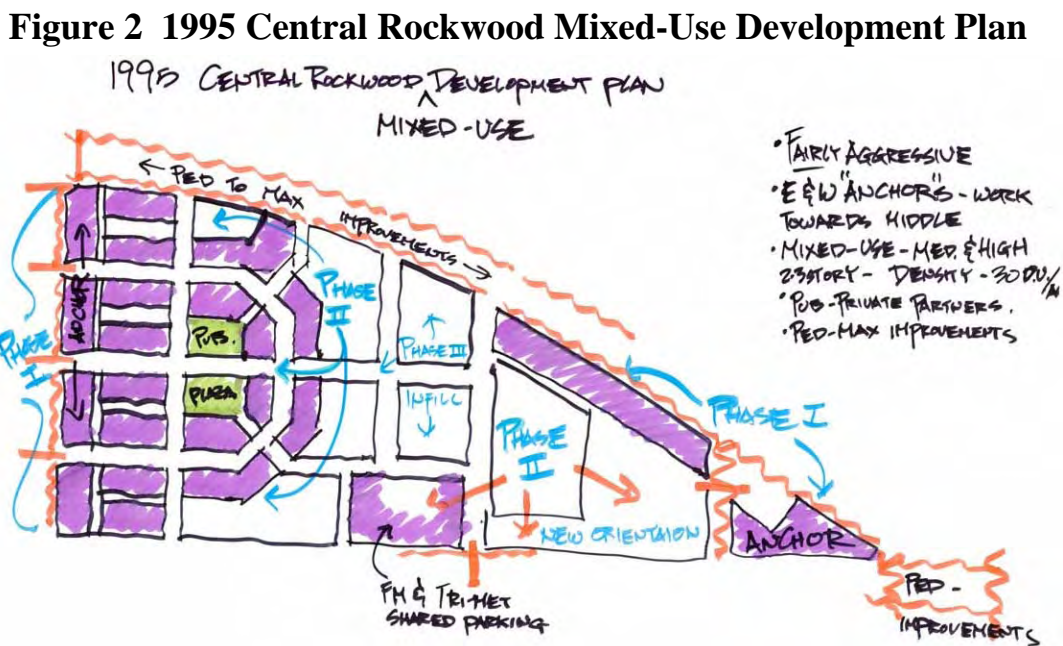 Figure 2 1995 Central Rockwood Mixed-Use Development Plan
1995 CENTRAL ROCKWOOD DEVELOPMENT PLAN
MIXED-USE
• FAIRLY AGGRESSIVE
• E & W "ANCHORS" - WORK
TOWARDS MIDDLE
• MIXED-USE - MED & HIGH
2-3 STORY - DENSITY - 30 D.U./
• PUB-PRIVATE PARTNERS.
• PED-MAX IMPROVEMENTS
← PED TO MAX IMPROVEMENTS →
ANCHOR
PHASE
I
PHASE
II
PUB.
PLAZA
PHASE III
INFILL
PHASE I
PHASE
II
NEW ORIENTAION
ANCHOR
FM & TRI-MET
SHARED PARKING
PED -
IMPROVEMENTS